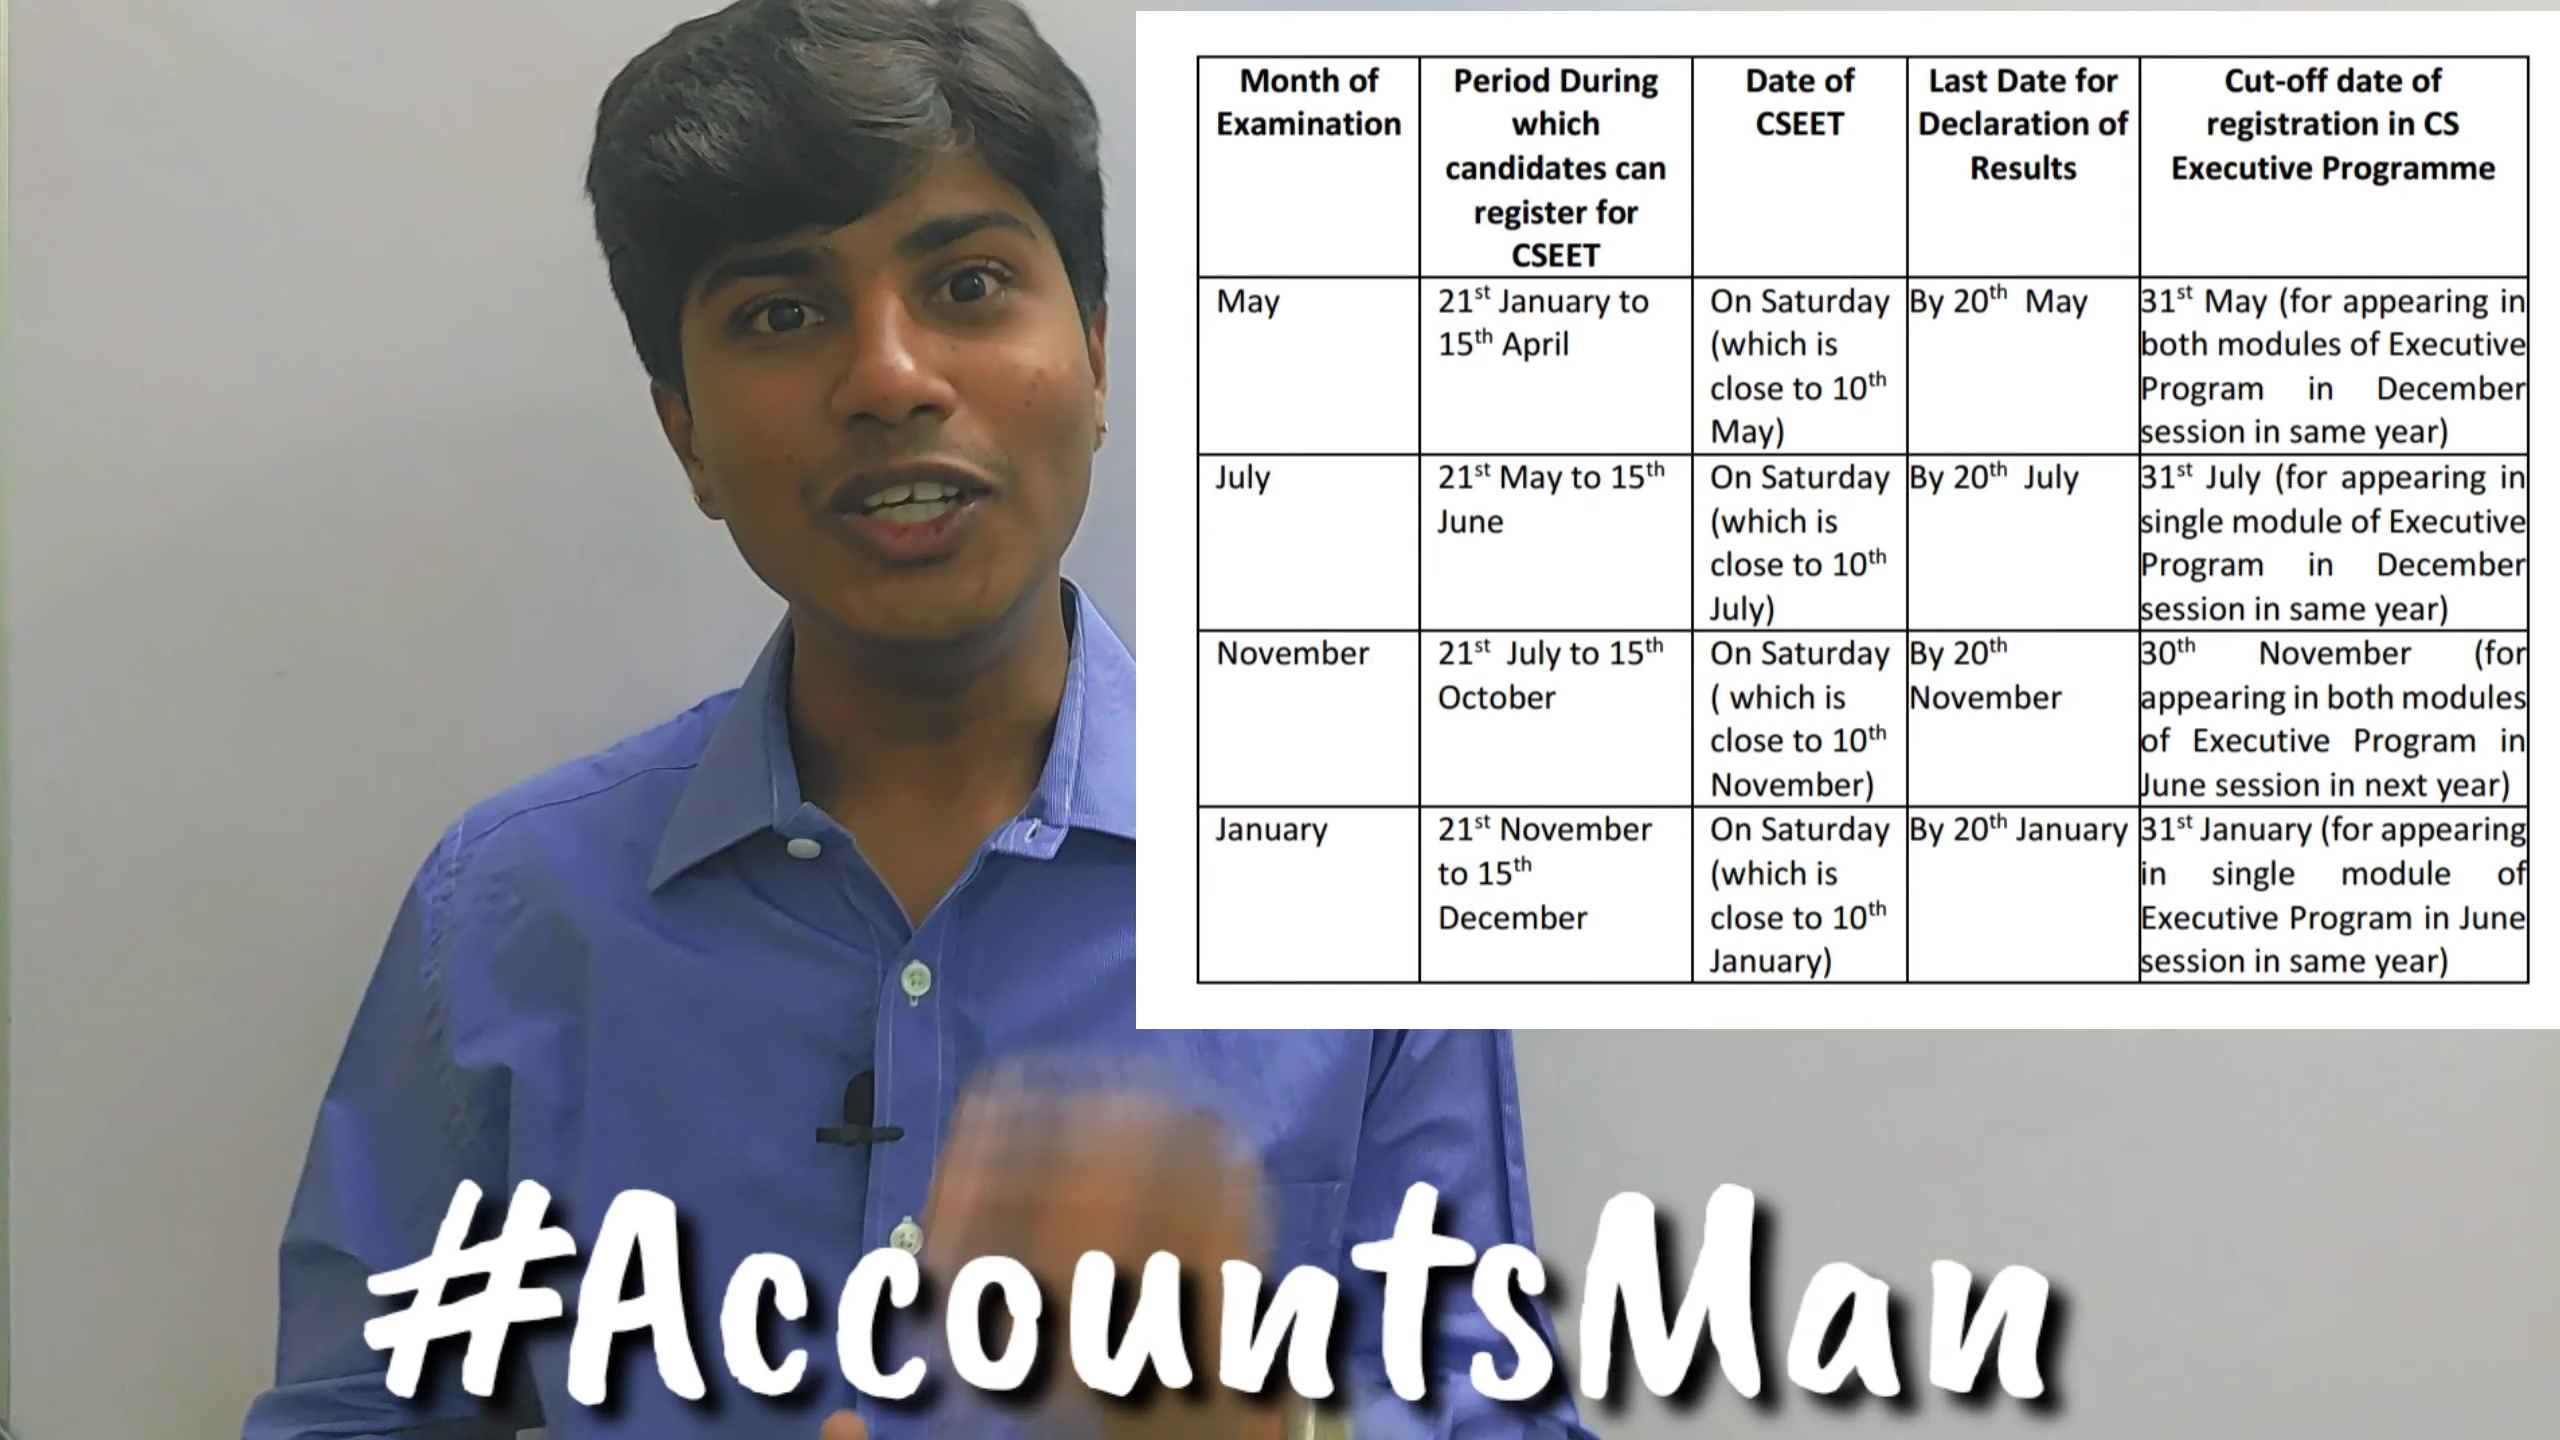 Month of
Examination
Period During
which
candidates can
register for
CSEET
Date of
CSEET
Last Date for
Declaration of
Results
Cut-off date of
registration in CS
Executive Programme
May
21st January to
15th April
On Saturday
(which is
close to 10th
May)
By 20th May
31st May (for appearing in
both modules of Executive
Program in December
session in same year)
July
21st May to 15th
June
On Saturday
(which is
close to 10th
July)
By 20th July
31st July (for appearing in
single module of Executive
Program in December
session in same year)
November
21st July to 15th
October
On Saturday
( which is
close to 10th
November)
By 20th
November
30th November (for
appearing in both modules
of Executive Program in
June session in next year)
January
21st November
to 15th
December
On Saturday
(which is
close to 10th
January)
By 20th January
31st January (for appearing
in single module of
Executive Program in June
session in same year)
#AccountsMan